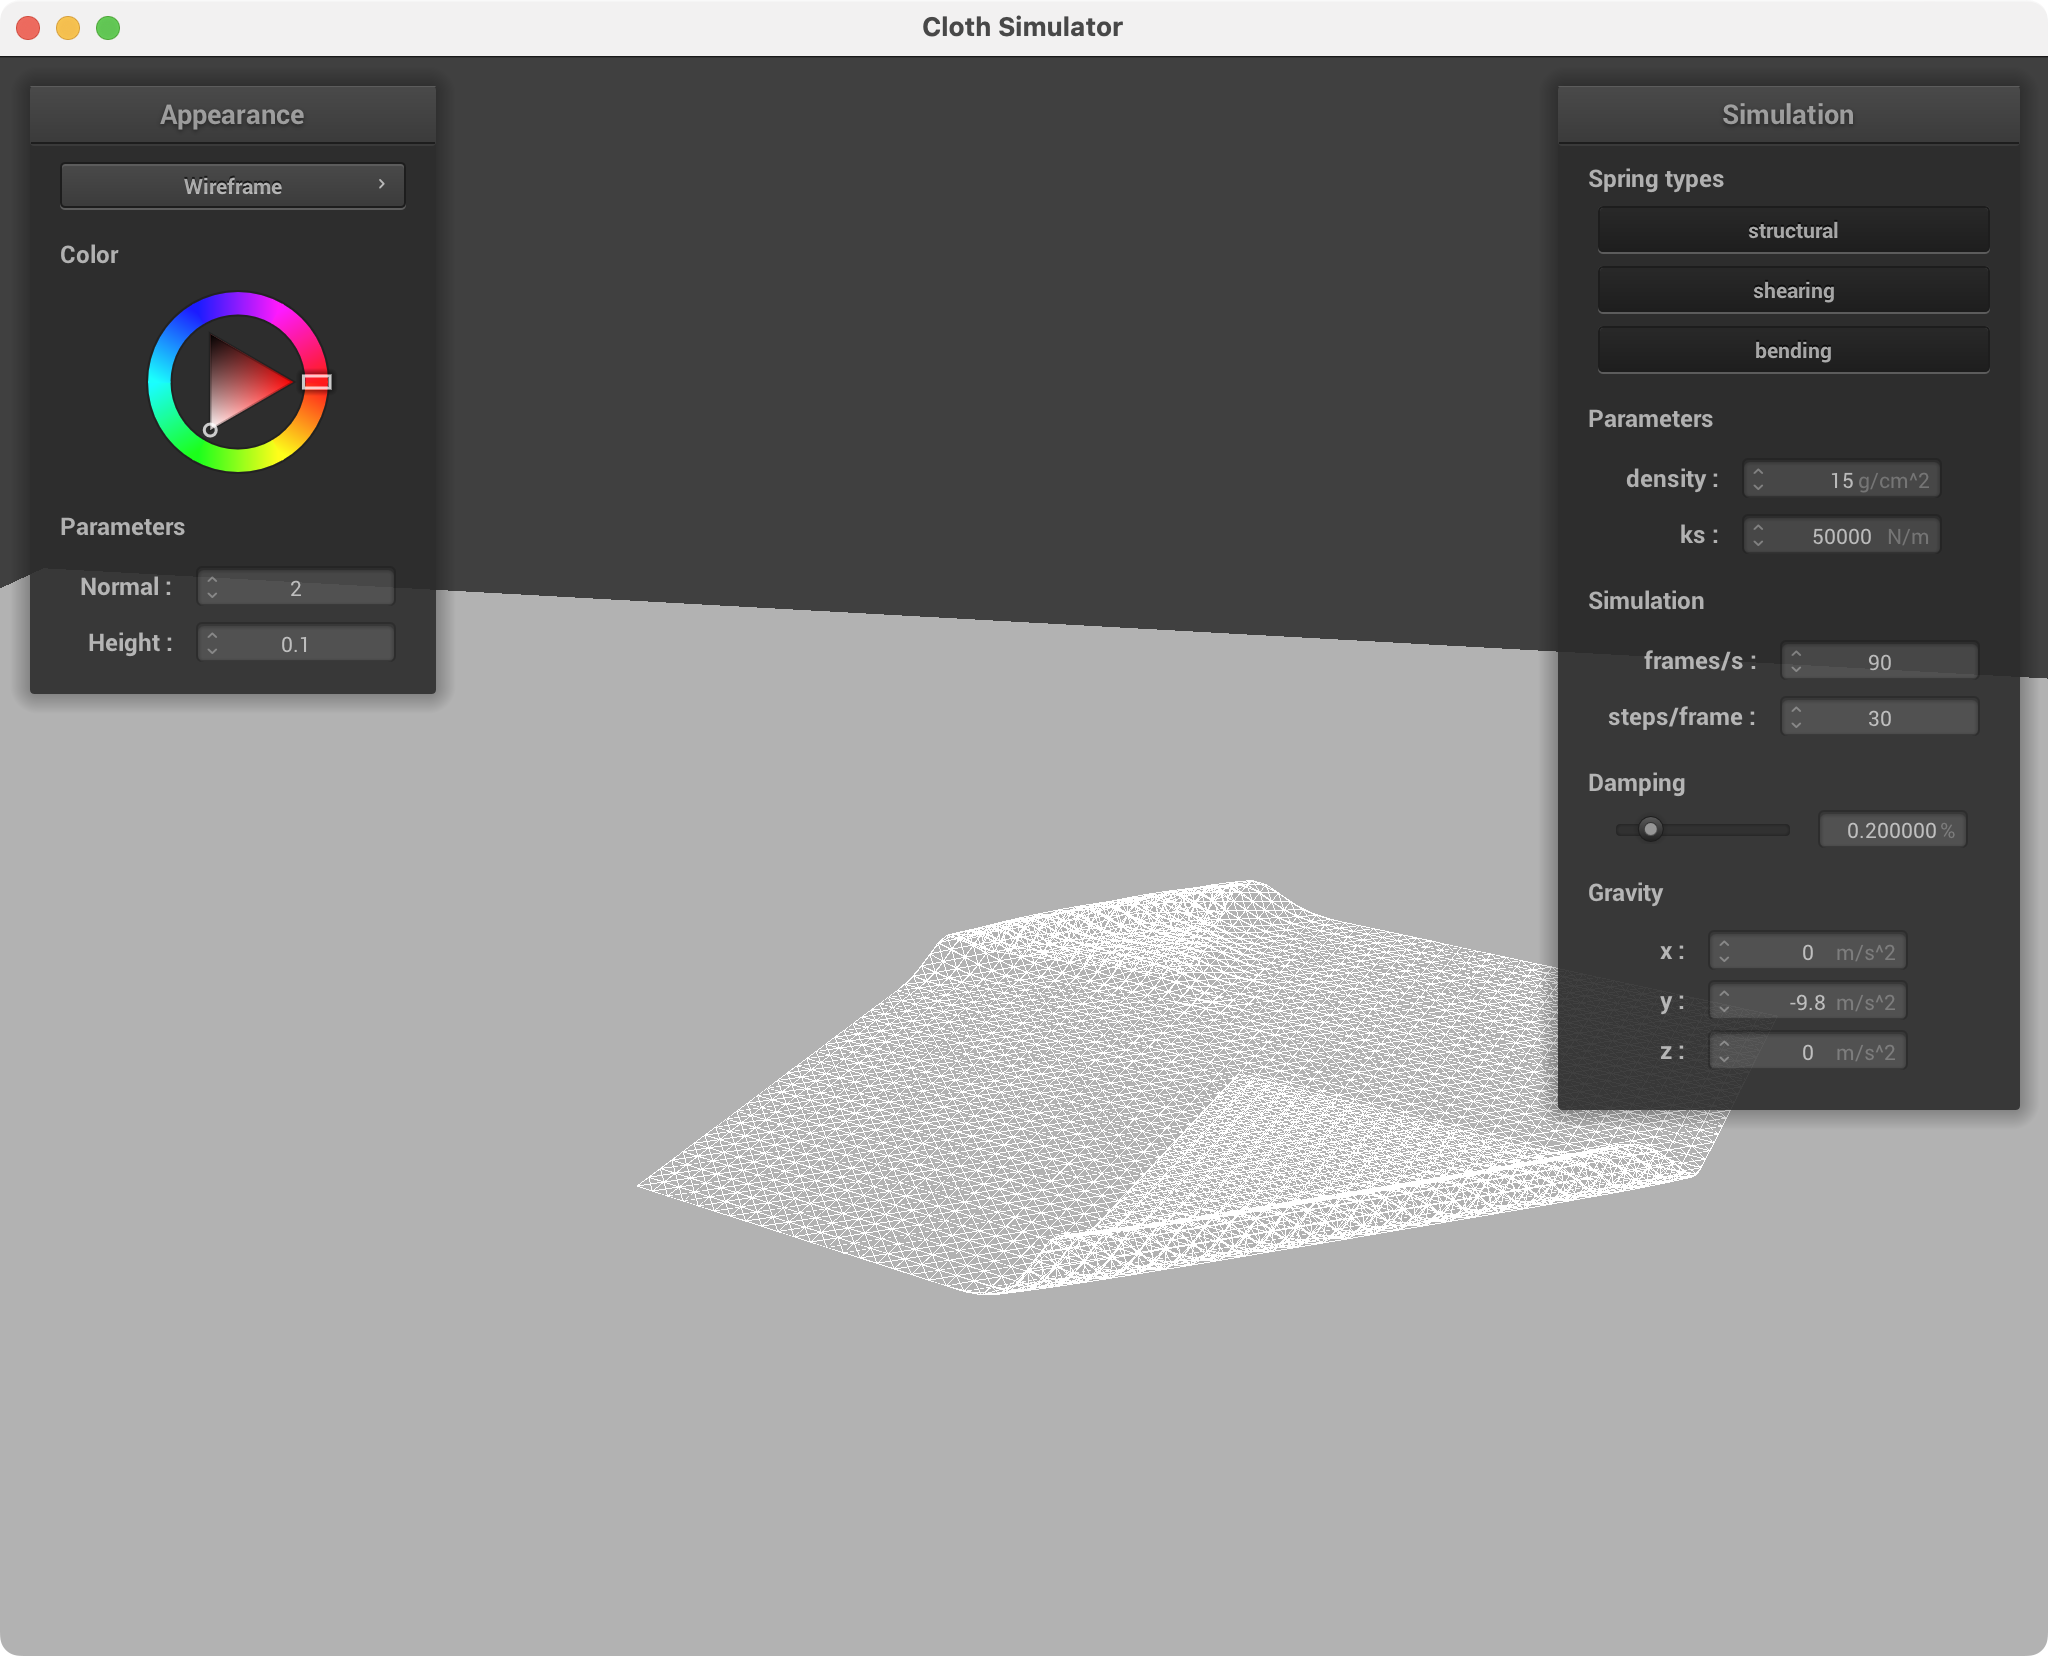 Cloth Simulator
Appearance
Wireframe
Color
Parameters
Normal : 2
Height : 0.1
Simulation
Spring types
structural
shearing
bending
Parameters
density : 15 g/cm^2
ks : 50000 N/m
Simulation
frames/s : 90
steps/frame : 30
Damping
0.200000 %
Gravity
x : 0 m/s^2
y : -9.8 m/s^2
z : 0 m/s^2